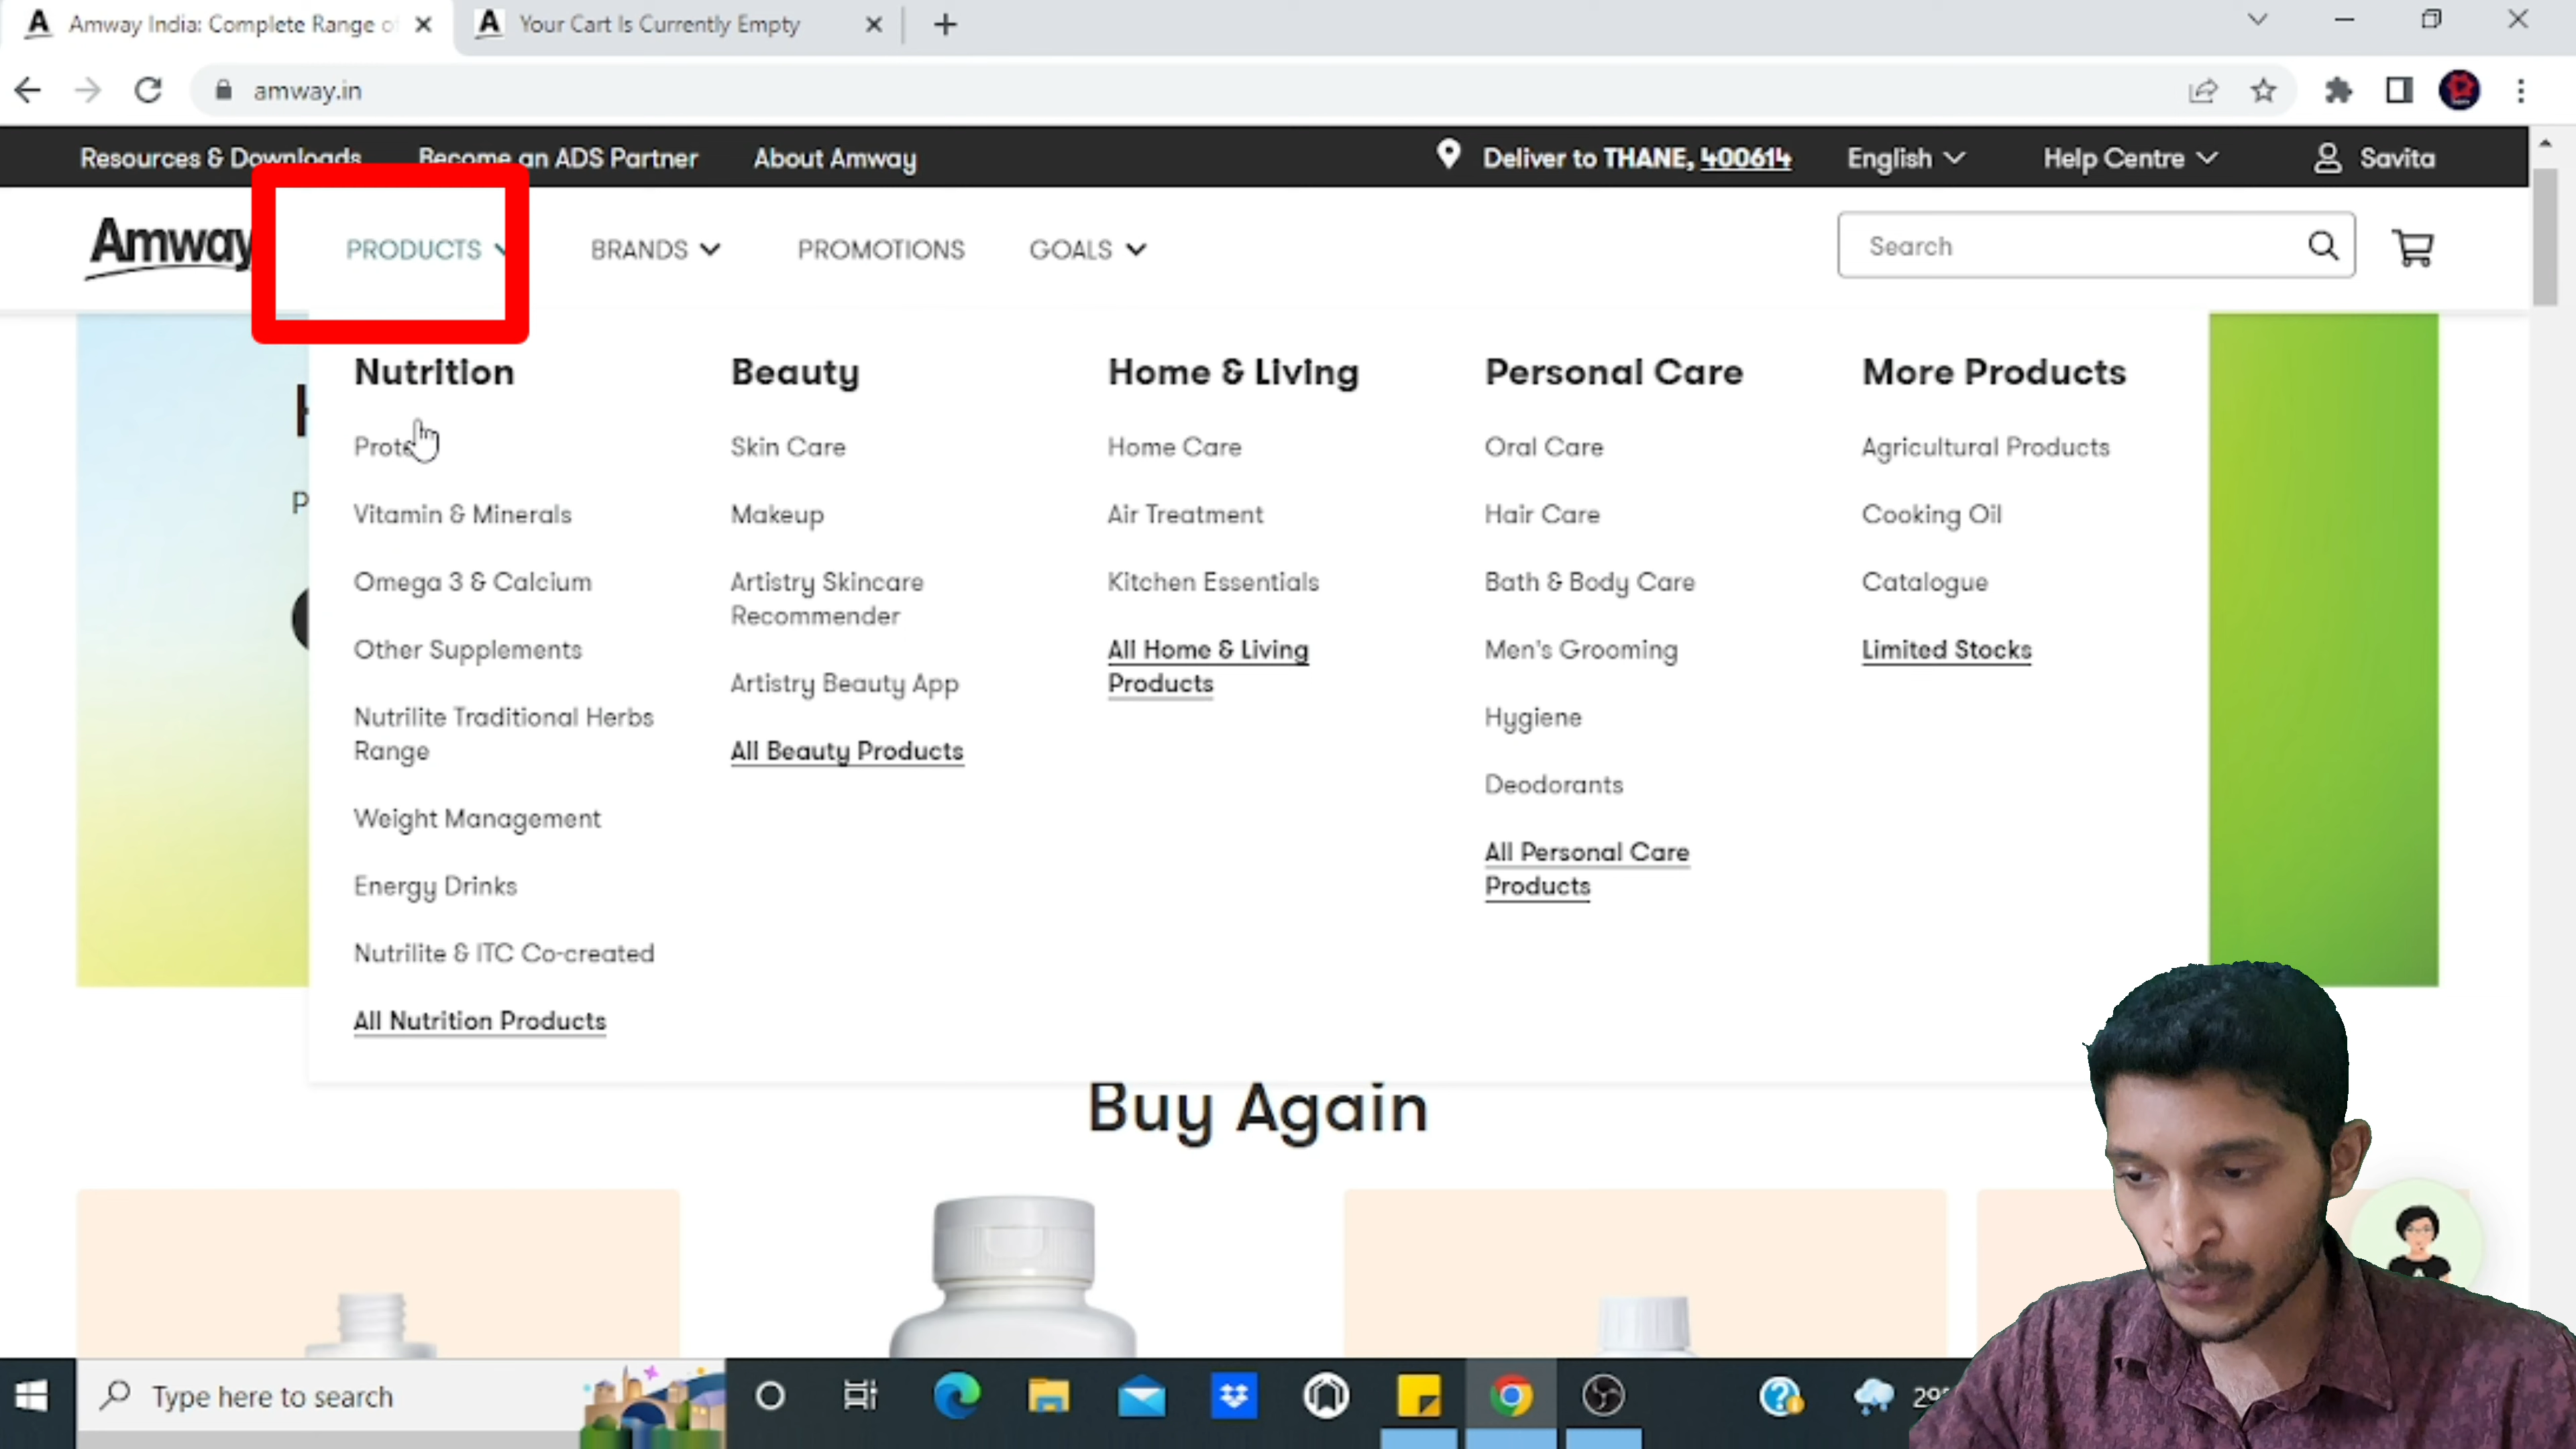 Amway India: Complete Range of
Your Cart Is Currently Empty
amway.in
Resources & Downloads
Become an ADS Partner
About Amway
Deliver to THANE, 400614
English
Help Centre
Savita
Amway
PRODUCTS
BRANDS
PROMOTIONS
GOALS
Search
Nutrition
Vitamin & Minerals
Omega 3 & Calcium
Other Supplements
Nutrilite Traditional Herbs
Range
Weight Management
Energy Drinks
Nutrilite & ITC Co-created
All Nutrition Products
Beauty
Skin Care
Makeup
Artistry Skincare
Recommender
Artistry Beauty App
All Beauty Products
Home & Living
Home Care
Air Treatment
Kitchen Essentials
All Home & Living
Products
Personal Care
Oral Care
Hair Care
Bath & Body Care
Men's Grooming
Hygiene
Deodorants
All Personal Care
Products
More Products
Agricultural Products
Cooking Oil
Catalogue
Limited Stocks
Buy Again
Type here to search
29°